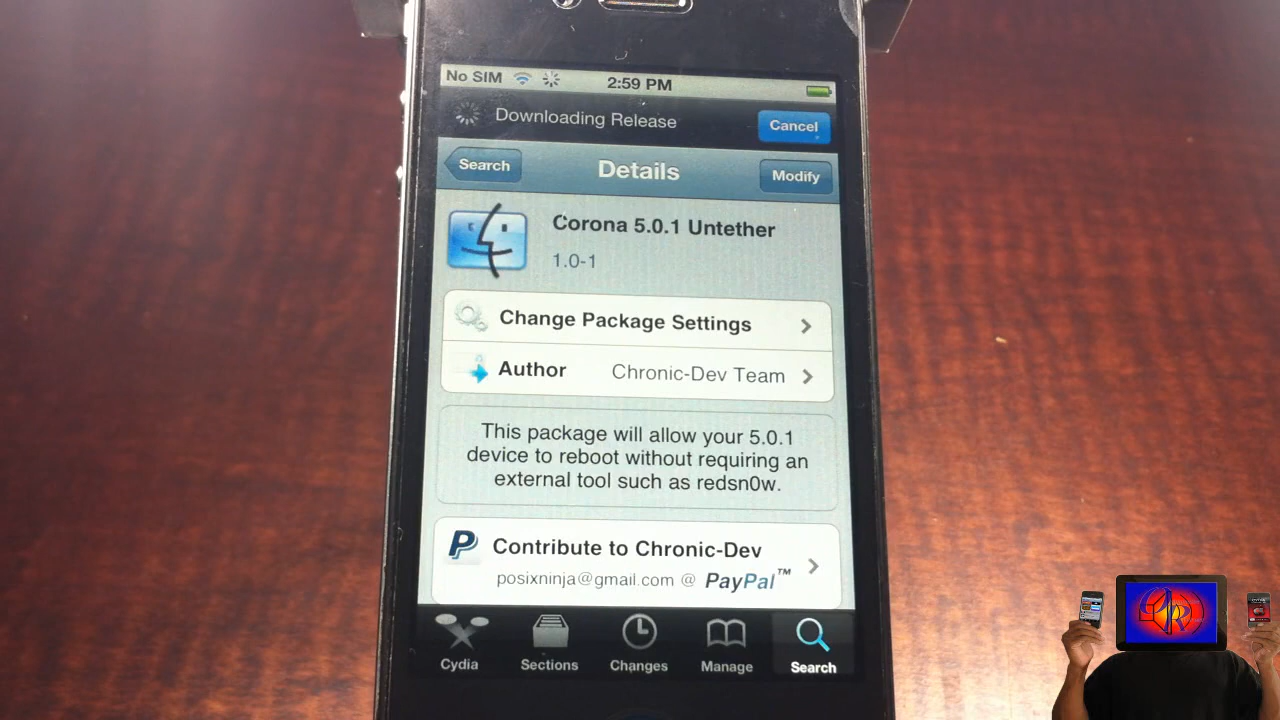 No SIM 2:59 PM
Downloading Release Cancel
Search Details Modify
Corona 5.0.1 Untether
1.0-1
Change Package Settings
Author Chronic-Dev Team
This package will allow your 5.0.1
device to reboot without requiring an
external tool such as redsn0w.
Contribute to Chronic-Dev
posixninja@gmail.com @ PayPal™
Cydia Sections Changes Manage Search